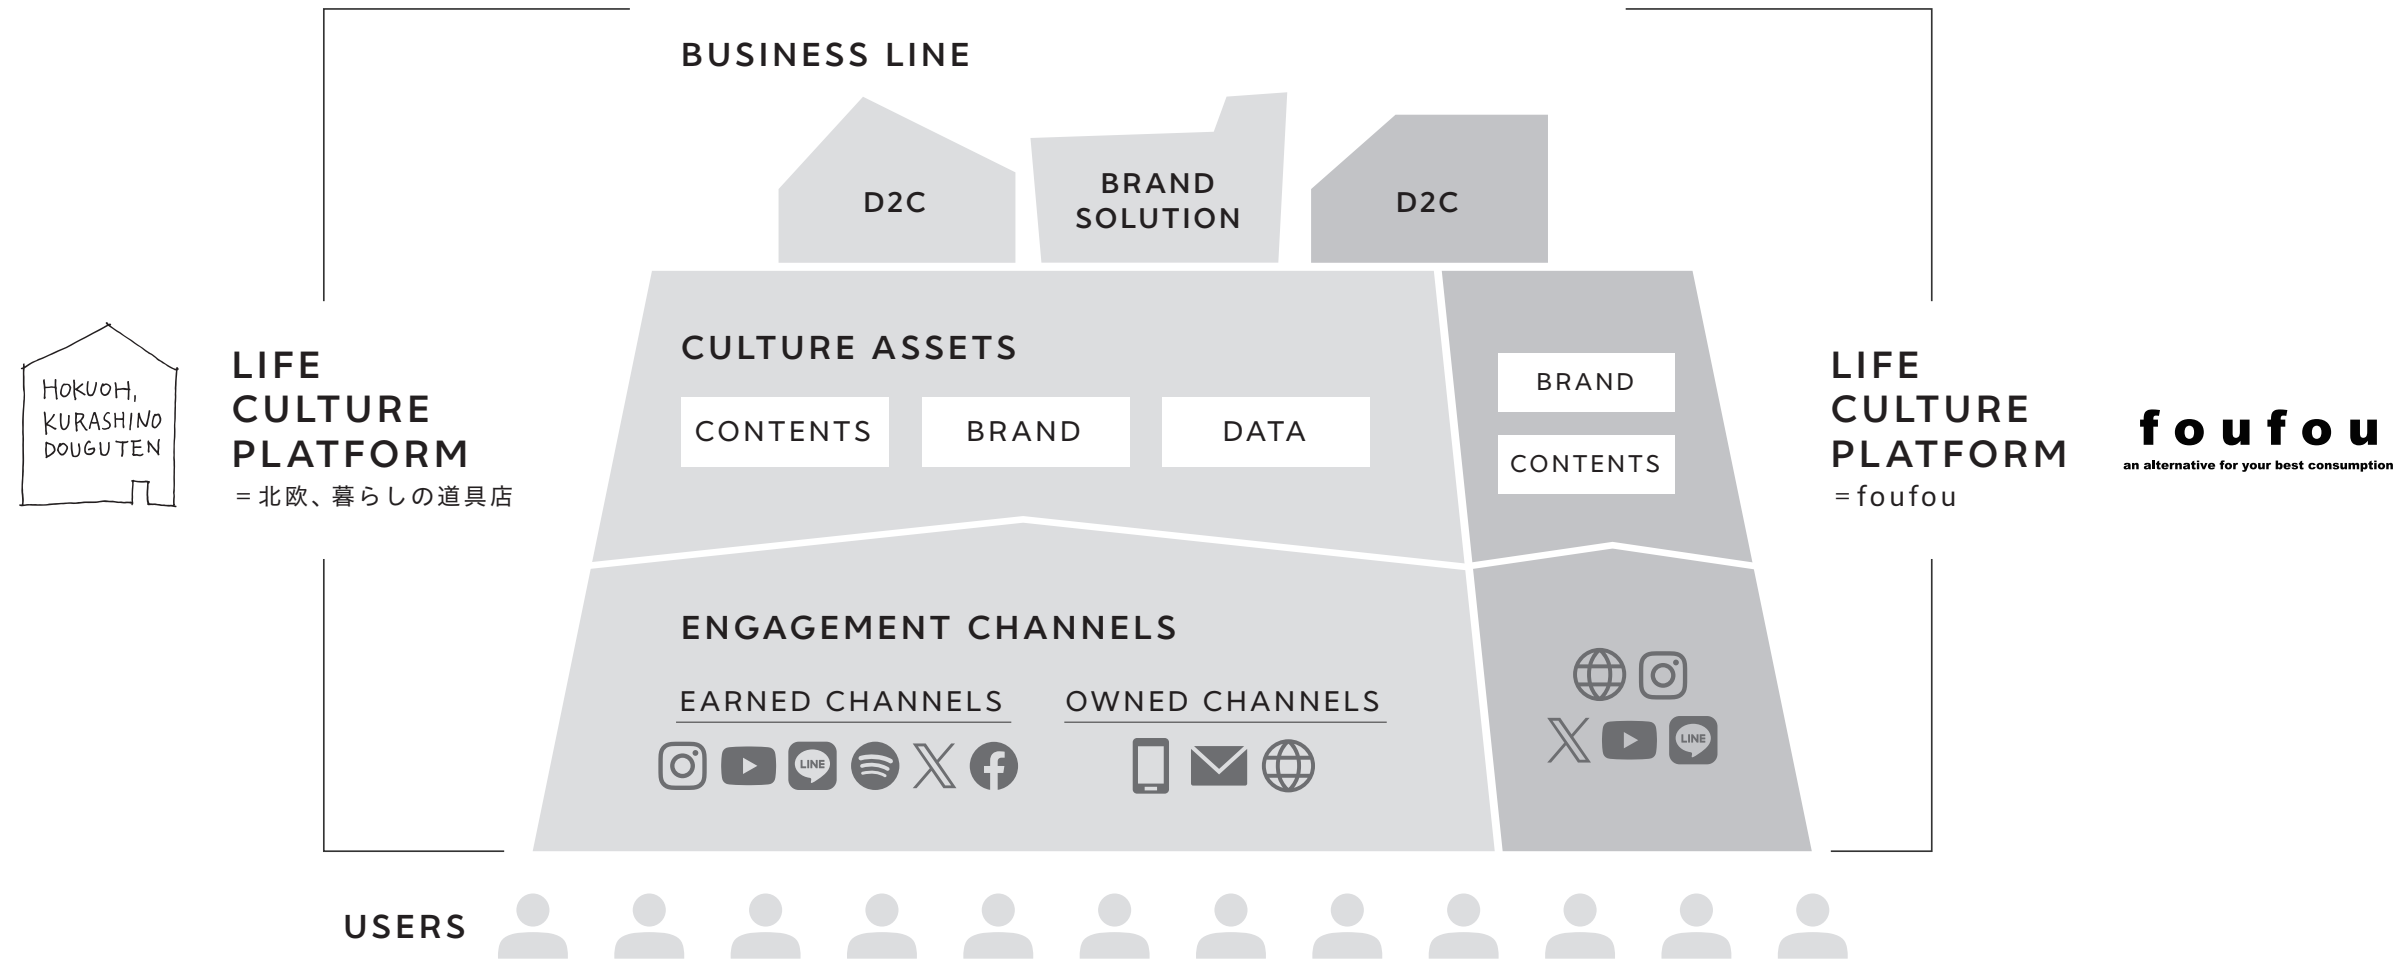 BUSINESS LINE
D2C
BRAND
SOLUTION
D2C
HOKUOH,
KURASHINO
DOUGUTEN
LIFE
CULTURE
PLATFORM
=北欧、暮らしの道具店
CULTURE ASSETS
CONTENTS
BRAND
DATA
BRAND
CONTENTS
LIFE
CULTURE
PLATFORM
=foufou
foufou
an alternative for your best consumption
ENGAGEMENT CHANNELS
EARNED CHANNELS
OWNED CHANNELS
LINE
LINE
USERS